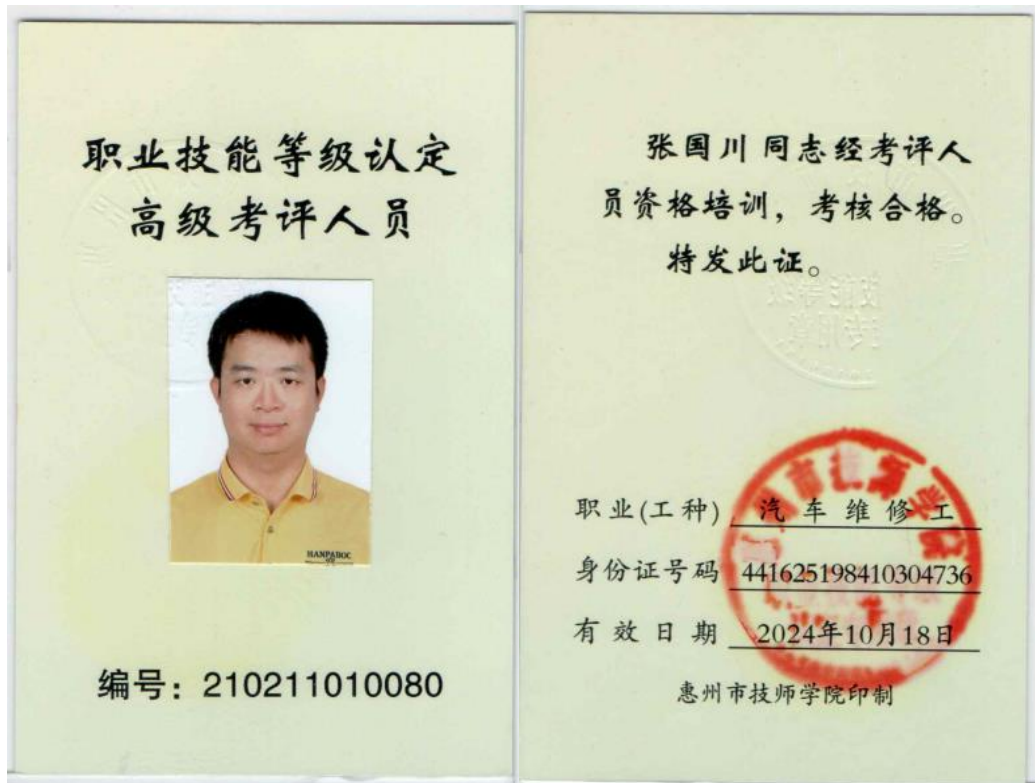 职业技能等级认定
高级考评人员
HANPABOC
编号：210211010080
张国川同志经考评人
员资格培训，考核合格。
特发此证。
职业(工种) 汽车维修工
身份证号码 441625198410304736
有效日期 2024年10月18日
惠州市技师学院印制